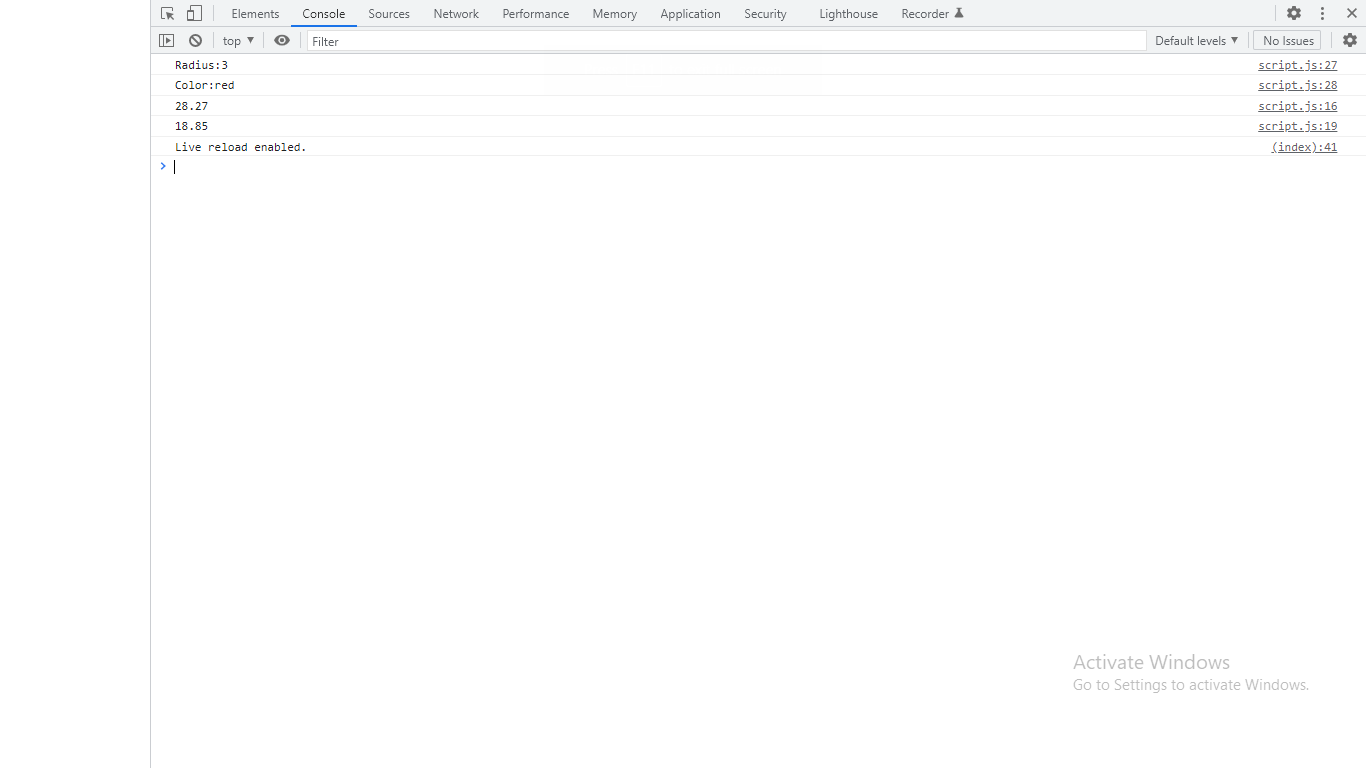 Elements Console Sources Network Performance Memory Application Security Lighthouse Recorder
top Filter Default levels No Issues
Radius:3 script.js:27
Color:red script.js:28
28.27 script.js:16
18.85 script.js:19
Live reload enabled. (index):41
Activate Windows
Go to Settings to activate Windows.